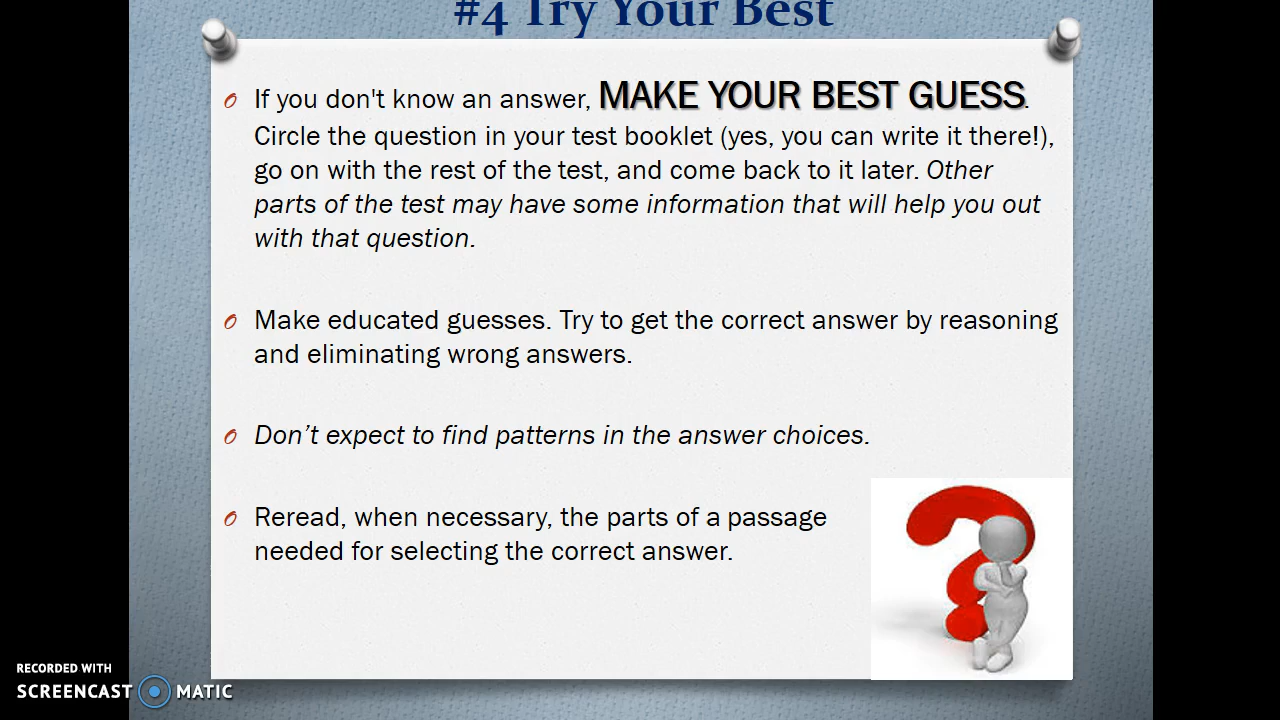 #4 Try Your Best
If you don't know an answer, MAKE YOUR BEST GUESS.
Circle the question in your test booklet (yes, you can write it there!),
go on with the rest of the test, and come back to it later. Other
parts of the test may have some information that will help you out
with that question.
Make educated guesses. Try to get the correct answer by reasoning
and eliminating wrong answers.
Don’t expect to find patterns in the answer choices.
Reread, when necessary, the parts of a passage
needed for selecting the correct answer.
RECORDED WITH
SCREENCAST MATIC